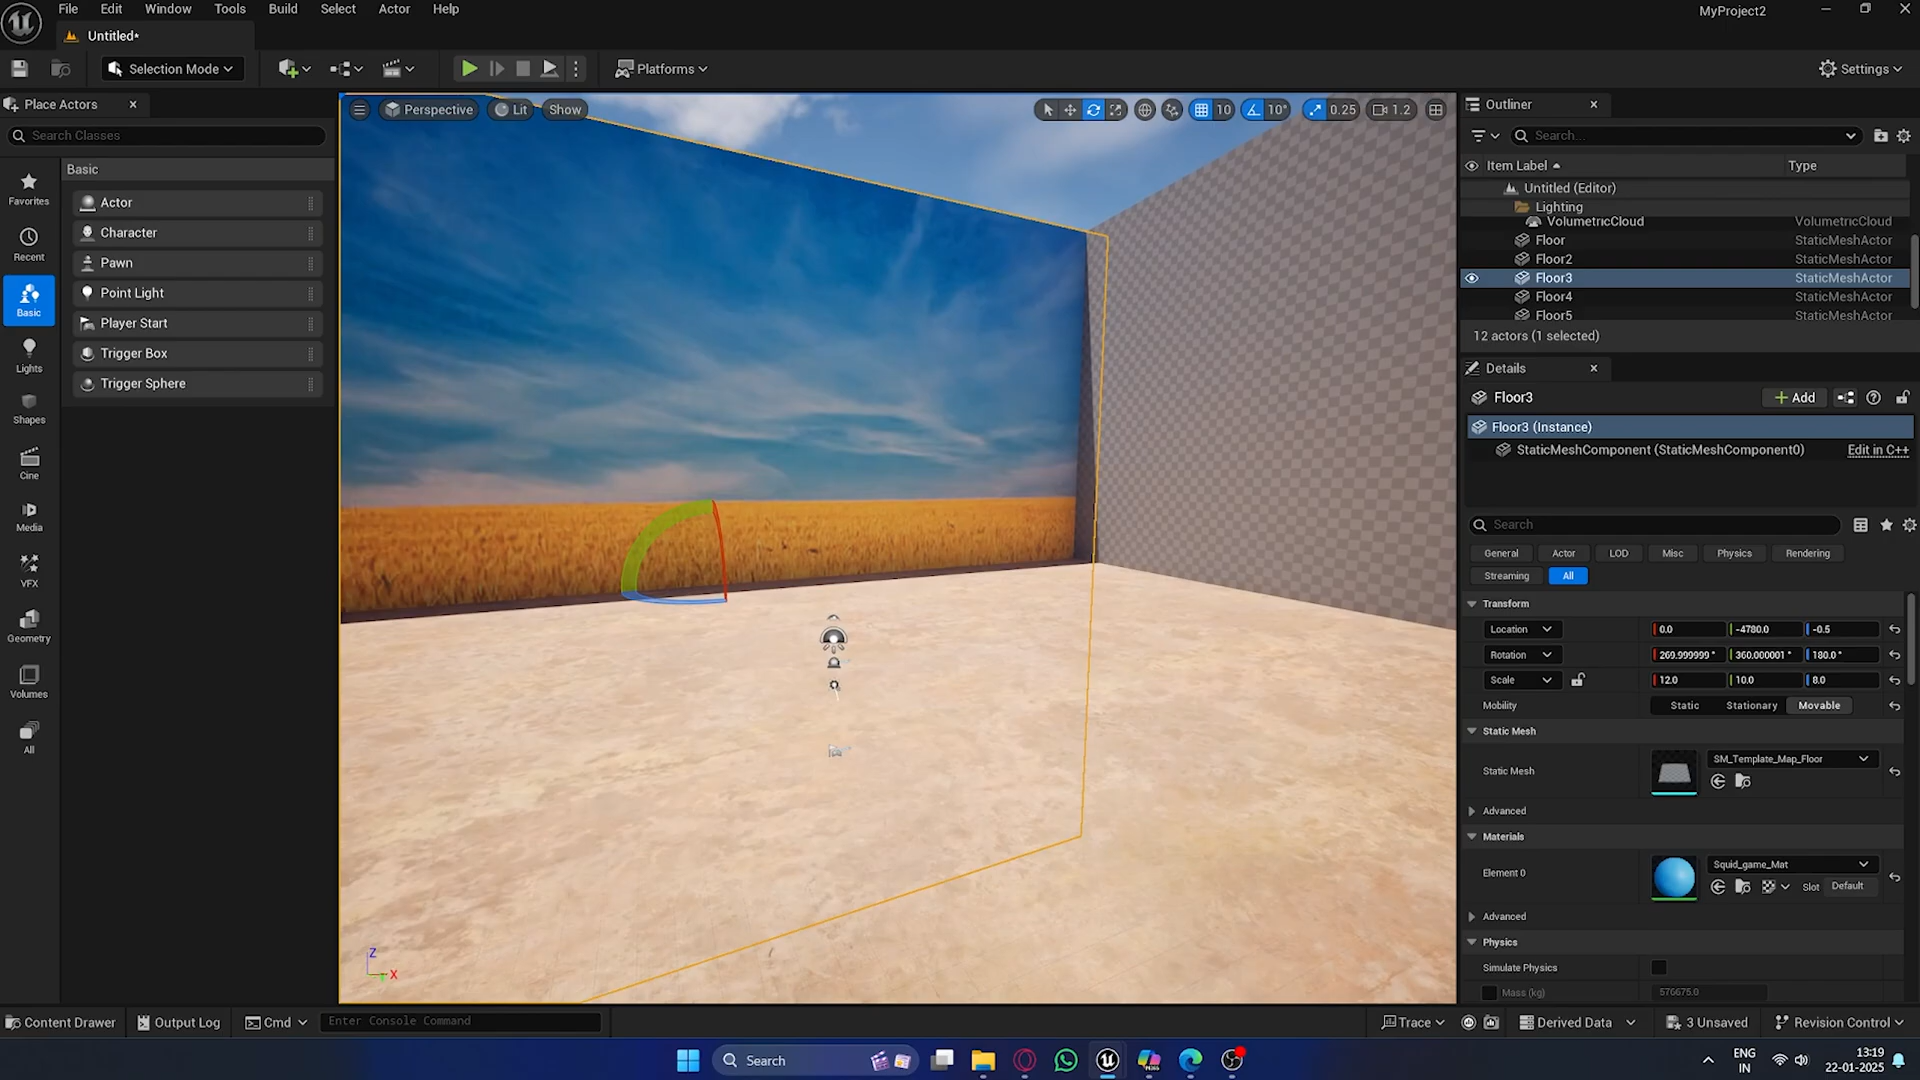 File Edit Window Tools Build Select Actor Help MyProject2
Untitled*
Selection Mode Platforms Settings
Place Actors
Search Classes
Basic
Favorites
Recent
Basic
Lights
Shapes
Cine
Media
VFX
Geometry
Volumes
All
Actor
Character
Pawn
Point Light
Player Start
Trigger Box
Trigger Sphere
Perspective Lit Show 10 10° 0.25 1.2
Z
X
Outliner
Search...
Item Label Type
Untitled (Editor)
Lighting
VolumetricCloud VolumetricCloud
Floor StaticMeshActor
Floor2 StaticMeshActor
Floor3 StaticMeshActor
Floor4 StaticMeshActor
Floor5 StaticMeshActor
12 actors (1 selected)
Details
Floor3 Add
Floor3 (Instance)
StaticMeshComponent (StaticMeshComponent0) Edit in C++
Search
General Actor LOD Misc Physics Rendering
Streaming All
Transform
Location 0.0 -4780.0 -0.5
Rotation 269.999999° 360.000001° 180.0°
Scale 12.0 10.0 8.0
Mobility Static Stationary Movable
Static Mesh
Static Mesh SM_Template_Map_Floor
Advanced
Materials
Element 0 Squid_game_Mat
Slot Default
Advanced
Physics
Simulate Physics
Mass (kg) 576675.0
Content Drawer Output Log Cmd Enter Console Command Trace Derived Data 3 Unsaved Revision Control
Search
ENG
IN
13:19
22-01-2025